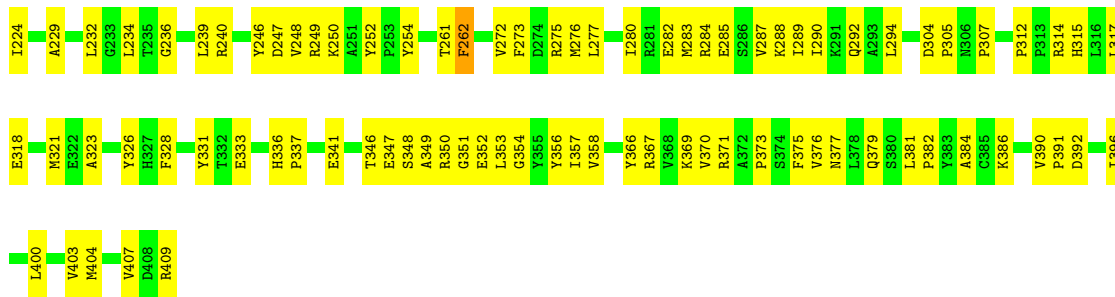 I224 A229 L232 G233 L234 T235 G236 L239 R240 Y246 D247 V248 R249 K250 A251 Y252 P253 Y254 T261 F262 V272 F273 D274 R275 M276 L277 I280 R281 E282 M283 R284 E285 S286 V287 K288 I289 I290 K291 Q292 A293 L294 D304 P305 N306 P307 P312 P313 R314 H315 L316
E318 M321 E322 A323 Y326 H327 F328 Y331 T332 E333 H336 P337 E341 T346 E347 S348 A349 R350 G351 E352 L353 G354 Y355 Y356 I357 V358 Y366 R367 V368 K369 V370 R371 A372 P373 S374 F375 V376 N377 L378 Q379 S380 L381 P382 Y383 A384 C385 K386 V390 P391 D392
L400 V403 M404 V407 D408 R409